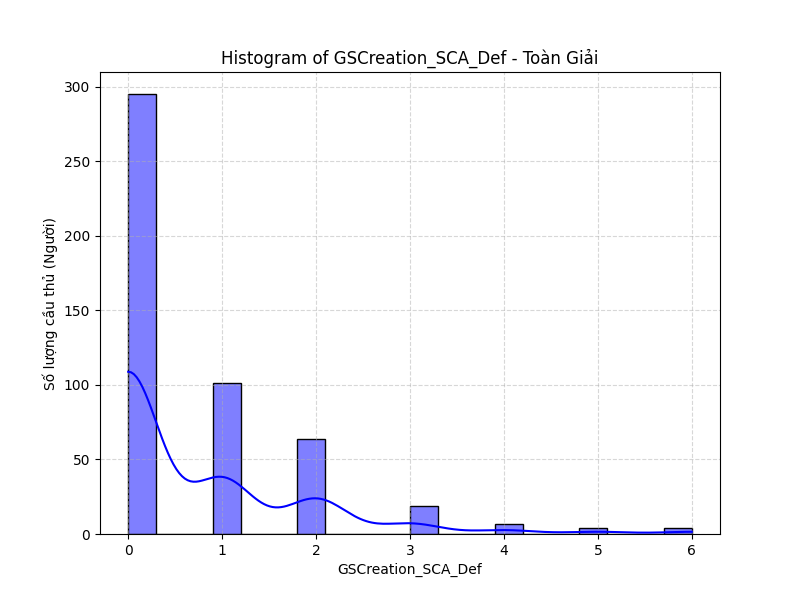 Histogram of GSCreation_SCA_Def - Toàn Giải
300
250
200
150
100
50
0
Số lượng cầu thủ (Người)
0 1 2 3 4 5 6
GSCreation_SCA_Def